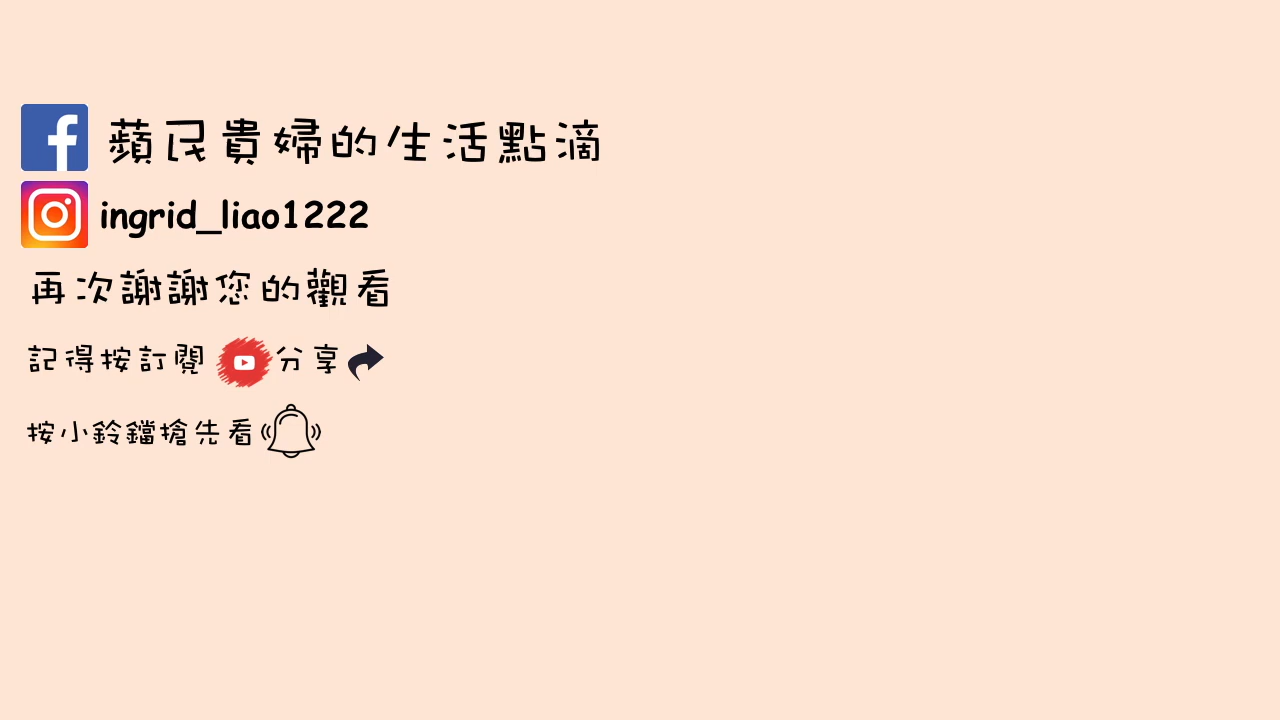 蘋民貴婦的生活點滴
ingrid_liao1222
再次謝謝您的觀看
記得按訂閱 分享
按小鈴鐺搶先看